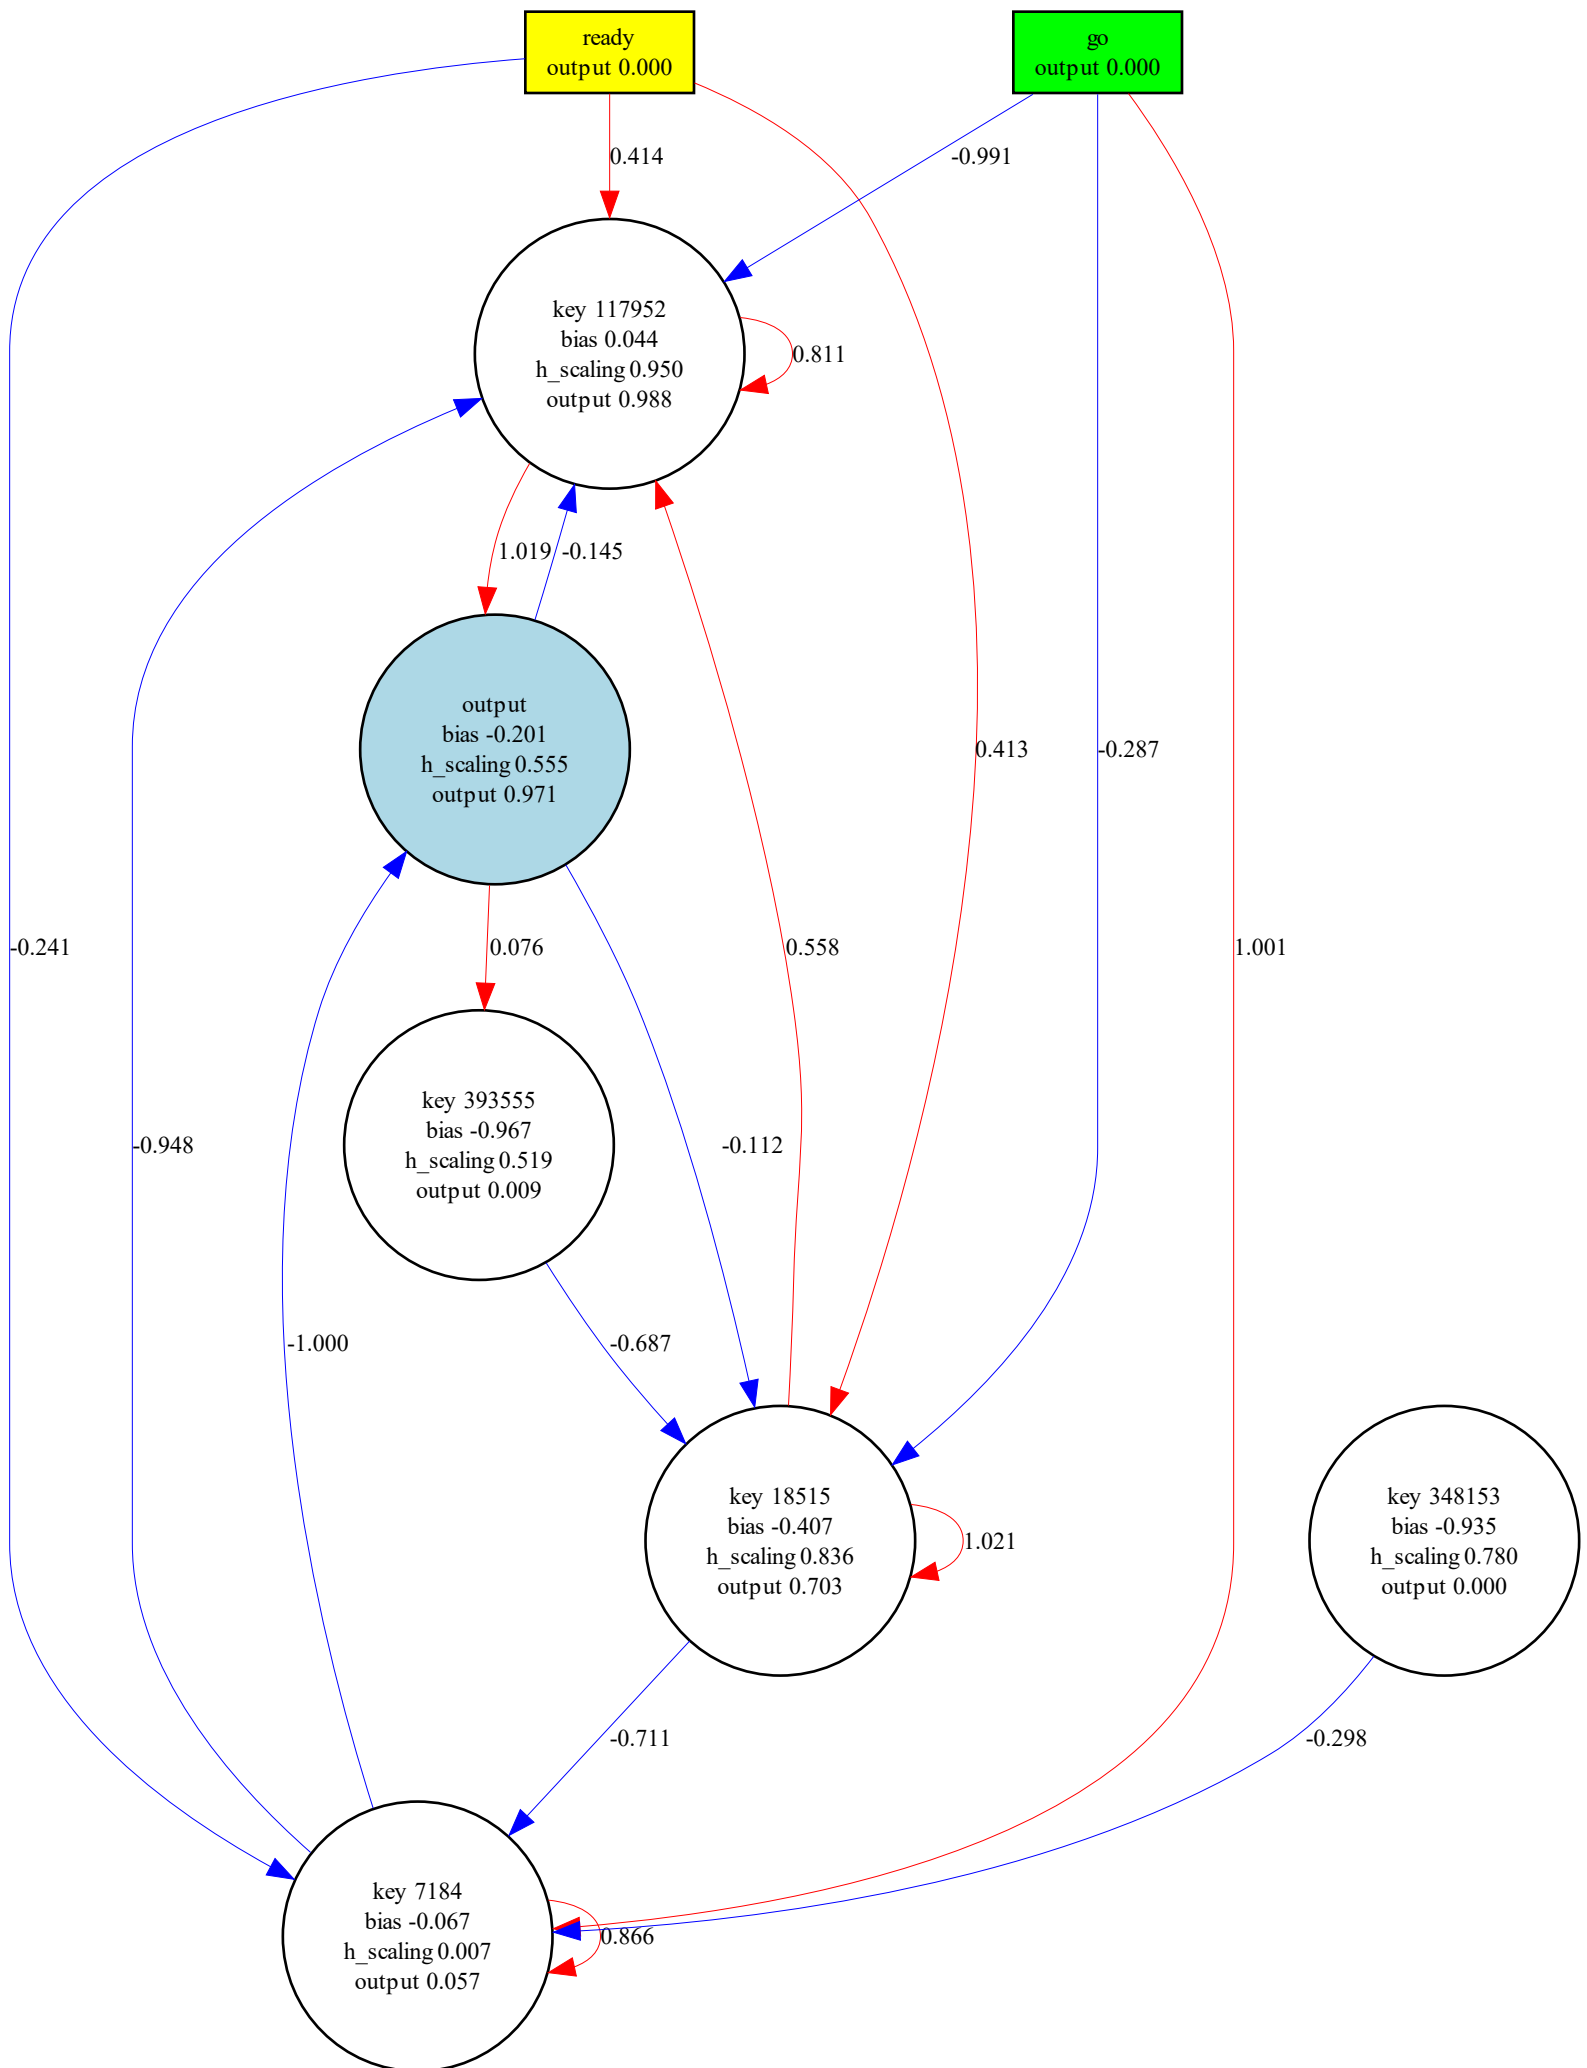 ready
output 0.000
go
output 0.000
0.414
-0.991
key 117952
bias 0.044
h_scaling 0.950
output 0.988
0.811
1.019
-0.145
output
bias -0.201
h_scaling 0.555
output 0.971
0.413
-0.287
-0.241
0.076
0.558
1.001
key 393555
bias -0.967
h_scaling 0.519
output 0.009
-0.948
-0.112
-1.000
-0.687
key 18515
bias -0.407
h_scaling 0.836
output 0.703
1.021
key 348153
bias -0.935
h_scaling 0.780
output 0.000
-0.711
-0.298
key 7184
bias -0.067
h_scaling 0.007
output 0.057
0.866